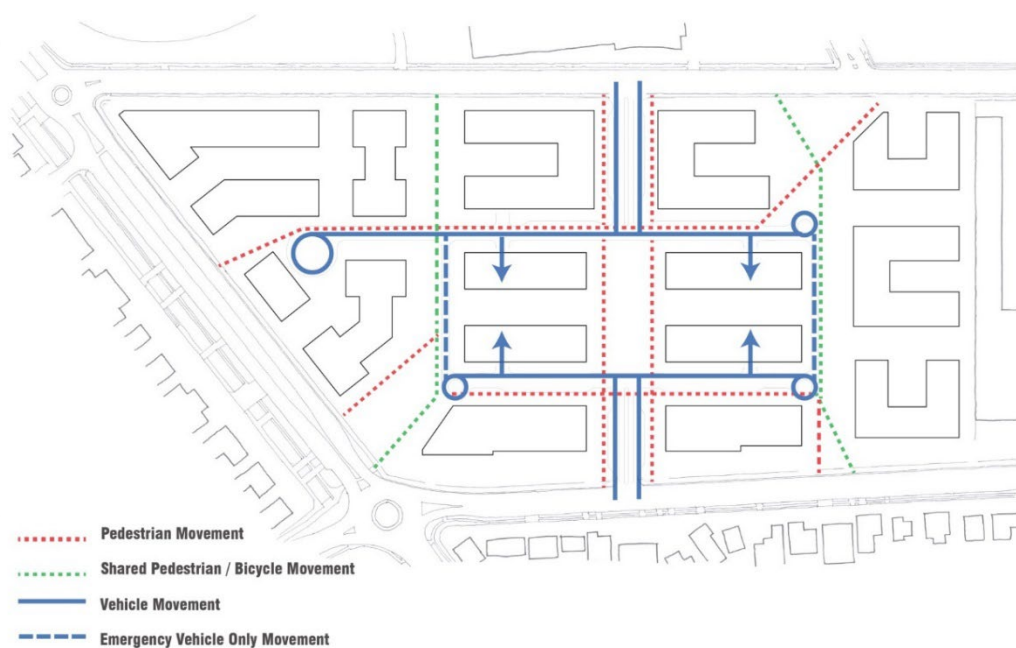 Pedestrian Movement
Shared Pedestrian / Bicycle Movement
Vehicle Movement
Emergency Vehicle Only Movement